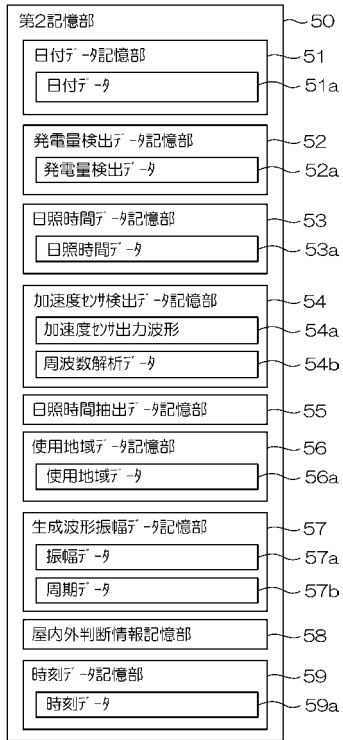 第2記憶部 50
日付データ記憶部 51
日付データ 51a
発電量検出データ記憶部 52
発電量検出データ 52a
日照時間データ記憶部 53
日照時間データ 53a
加速度センサ検出データ記憶部 54
加速度センサ出力波形 54a
周波数解析データ 54b
日照時間抽出データ記憶部 55
使用地域データ記憶部 56
使用地域データ 56a
生成波形振幅データ記憶部 57
振幅データ 57a
周期データ 57b
屋内外判断情報記憶部 58
時刻データ記憶部 59
時刻データ 59a